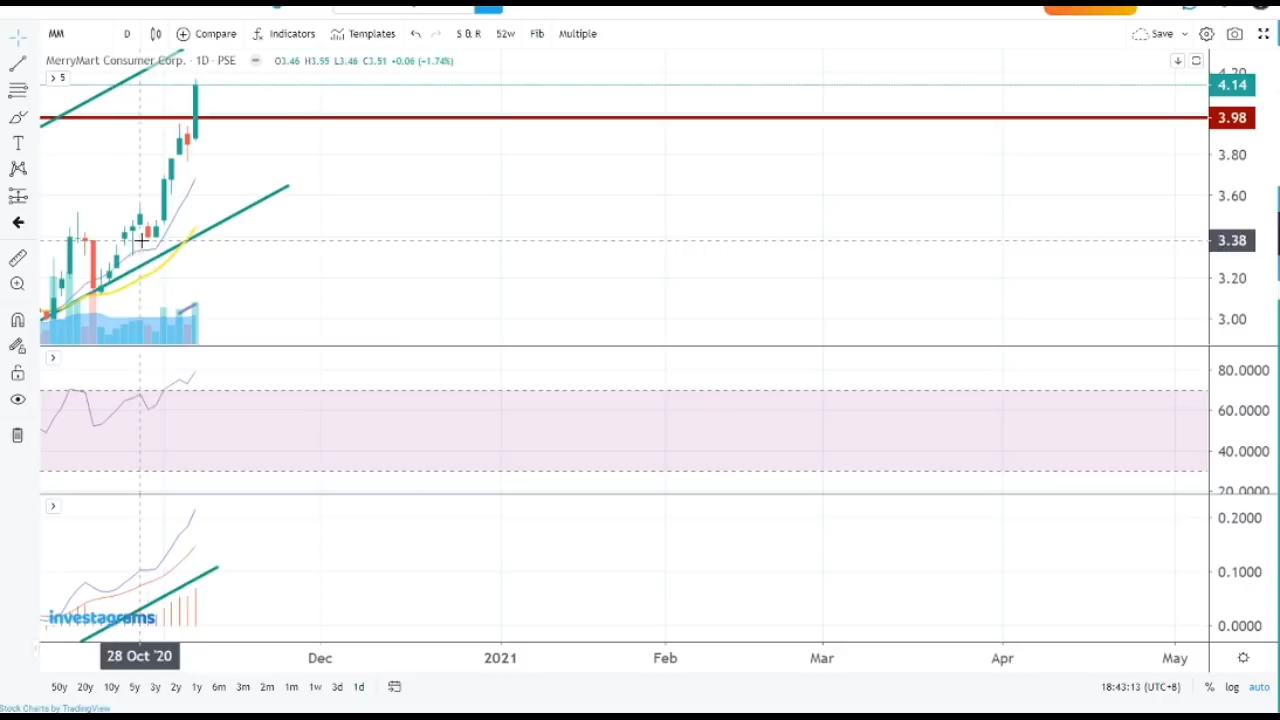 MM D Compare Indicators Templates S & R 52w Fib Multiple Save
MerryMart Consumer Corp. · 1D · PSE O3.46 H3.55 L3.46 C3.51 +0.06 (+1.74%)
5
4.20
4.14
3.98
3.80
3.60
3.38
3.20
3.00
80.0000
60.0000
40.0000
20.0000
0.2000
0.1000
investagrams
0.0000
28 Oct '20 Dec 2021 Feb Mar Apr May
50y 20y 10y 5y 3y 2y 1y 6m 3m 2m 1m 1w 3d 1d 18:43:13 (UTC+8) % log auto
Stock Charts by TradingView